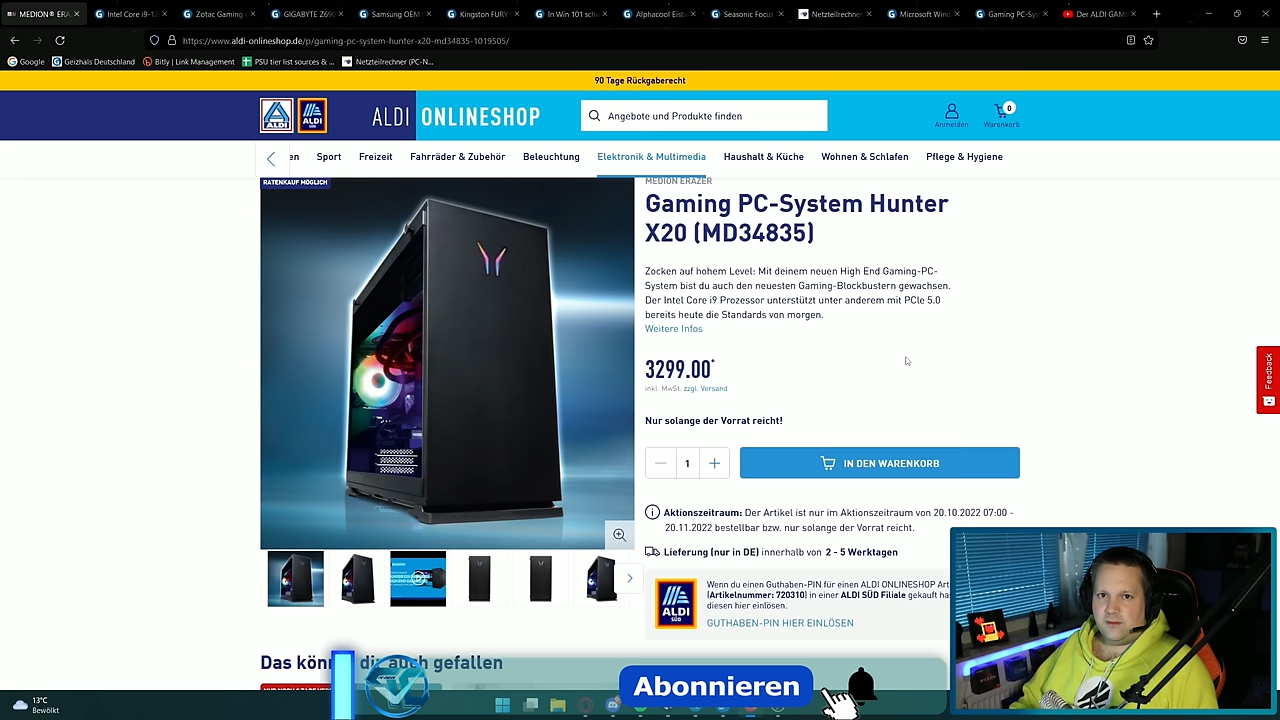 MEDION® ERA
Intel Core i9-12
Zotac Gaming
GIGABYTE Z690
Samsung OEM
Kingston FURY
In Win 101 sch
Alphacool Eisb
Seasonic Focus
Netzteilrechner
Microsoft Win
Gaming PC-Sys
Der ALDI GAM
https://www.aldi-onlineshop.de/p/gaming-pc-system-hunter-x20-md34835-1019505/
Google
Geizhals Deutschland
Bitly | Link Management
PSU tier list sources & ...
Netzteilrechner (PC-N...
90 Tage Rückgaberecht
ALDI
ALDI
ALDI ONLINESHOP
Angebote und Produkte finden
Anmelden
0
Warenkorb
en
Sport
Freizeit
Fahrräder & Zubehör
Beleuchtung
Elektronik & Multimedia
Haushalt & Küche
Wohnen & Schlafen
Pflege & Hygiene
RATENKAUF MÖGLICH
MEDION ERAZER
Gaming PC-System Hunter
X20 (MD34835)
Zocken auf hohem Level: Mit deinem neuen High End Gaming-PC-
System bist du auch den neuesten Gaming-Blockbustern gewachsen.
Der Intel Core i9 Prozessor unterstützt unter anderem mit PCIe 5.0
bereits heute die Standards von morgen.
Weitere Infos
3299.00*
inkl. MwSt. zzgl. Versand
Nur solange der Vorrat reicht!
1
IN DEN WARENKORB
Feedback
Aktionszeitraum: Der Artikel ist nur im Aktionszeitraum von 20.10.2022 07:00 -
20.11.2022 bestellbar bzw. nur solange der Vorrat reicht.
Lieferung (nur in DE) innerhalb von 2 - 5 Werktagen
ALDI
SÜD
Wenn du einen Guthaben-PIN für einen ALDI ONLINESHOP Art
(Artikelnummer: 720310) in einer ALDI SÜD Filiale gekauft ha
diesen hier einlösen.
GUTHABEN-PIN HIER EINLÖSEN
Das könn dir auch gefallen
Abonnieren
13°C
Bewölkt